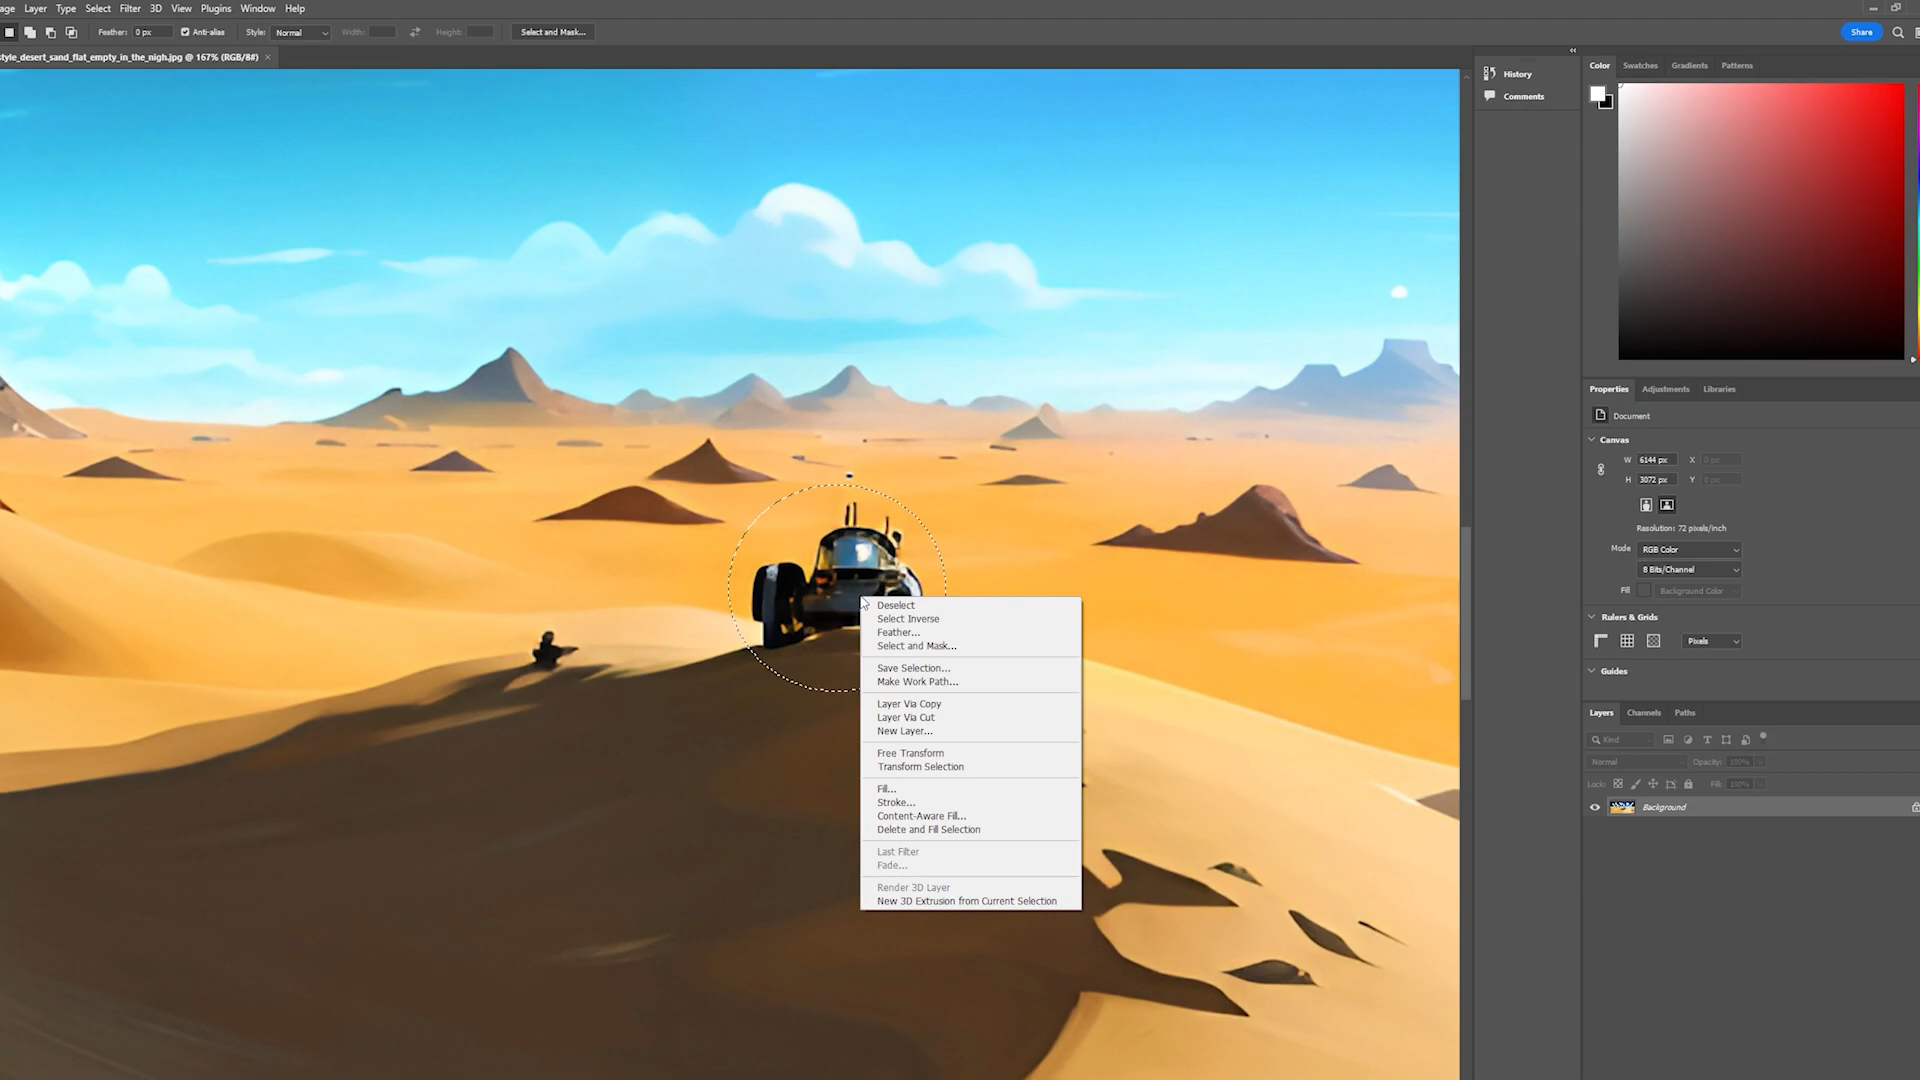 age Layer Type Select Filter 3D View Plugins Window Help
Feather: 0 px Anti-alias Style: Normal Width: Height: Select and Mask... Share
style_desert_sand_flat_empty_in_the_nigh.jpg @ 167% (RGB/8#) ×
History
Comments
Color Swatches Gradients Patterns
Deselect
Select Inverse
Feather...
Select and Mask...
Save Selection...
Make Work Path...
Layer Via Copy
Layer Via Cut
New Layer...
Free Transform
Transform Selection
Fill...
Stroke...
Content-Aware Fill...
Delete and Fill Selection
Last Filter
Fade...
Render 3D Layer
New 3D Extrusion from Current Selection
Properties Adjustments Libraries
Document
Canvas
W 6144 px X 0 px
H 3072 px Y 0 px
Resolution: 72 pixels/inch
Mode RGB Color
8 Bits/Channel
Fill Background Color
Rulers & Grids
Pixels
Guides
Layers Channels Paths
Kind
Normal Opacity: 100%
Lock: Fill: 100%
Background